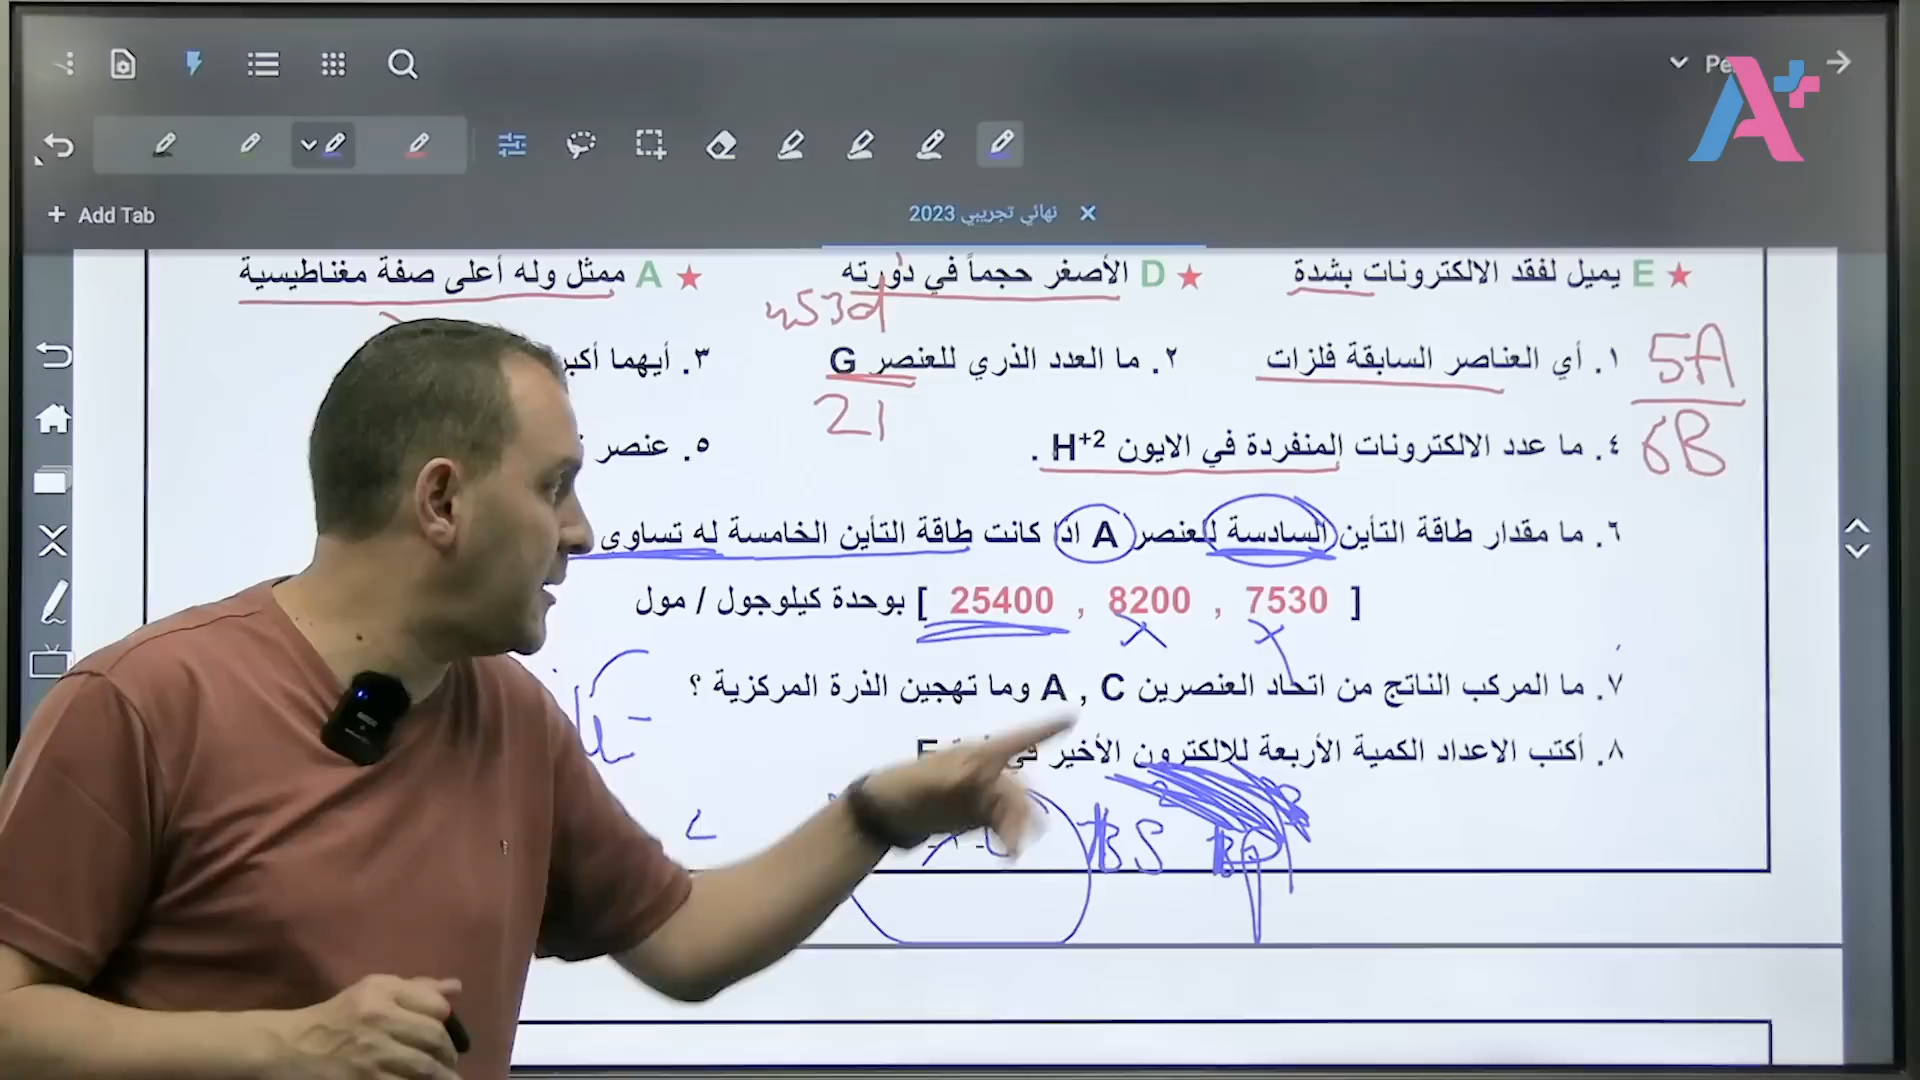 Pe
A+
+ Add Tab
نهائي تجريبي 2023 ×
★ E يميل لفقد الالكترونات بشدة ★ D الأصغر حجماً في دورته ★ A ممثل وله أعلى صفة مغناطيسية
4s 3d
١. أي العناصر السابقة فلزات ٢. ما العدد الذري للعنصر G ٣. أيهما أكبر
5A
21
6B
٤. ما عدد الالكترونات المنفردة في الايون H+2 . ٥. عنصر
٦. ما مقدار طاقة التأين السادسة للعنصر A اذا كانت طاقة التأين الخامسة له تساوى
[ 25400 , 8200 , 7530 ] بوحدة كيلوجول / مول
٧. ما المركب الناتج من اتحاد العنصرين A , C وما تهجين الذرة المركزية ؟
٨. أكتب الاعداد الكمية الأربعة للالكترون الأخير في